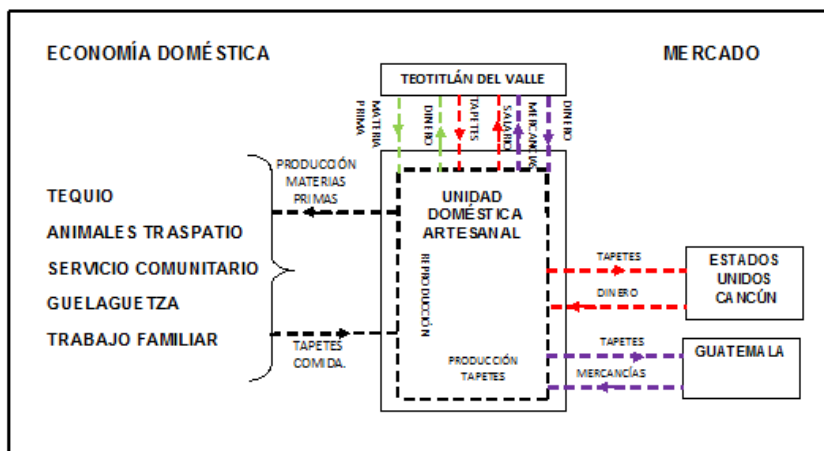 ECONOMÍA DOMÉSTICA
MERCADO
TEOTITLÁN DEL VALLE
MATERIA
PRIMA
DINERO
TAPETES
SALARIO
MERCANCÍAS
DINERO
PRODUCCIÓN
MATERIAS
PRIMAS
TEQUIO
ANIMALES TRASPATIO
SERVICIO COMUNITARIO
GUELAGUETZA
TRABAJO FAMILIAR
TAPETES
COMIDA.
UNIDAD
DOMÉSTICA
ARTESANAL
REPRODUCCIÓN
PRODUCCIÓN
TAPETES
TAPETES
DINERO
ESTADOS
UNIDOS
CANCÚN
TAPETES
MERCANCÍAS
GUATEMALA